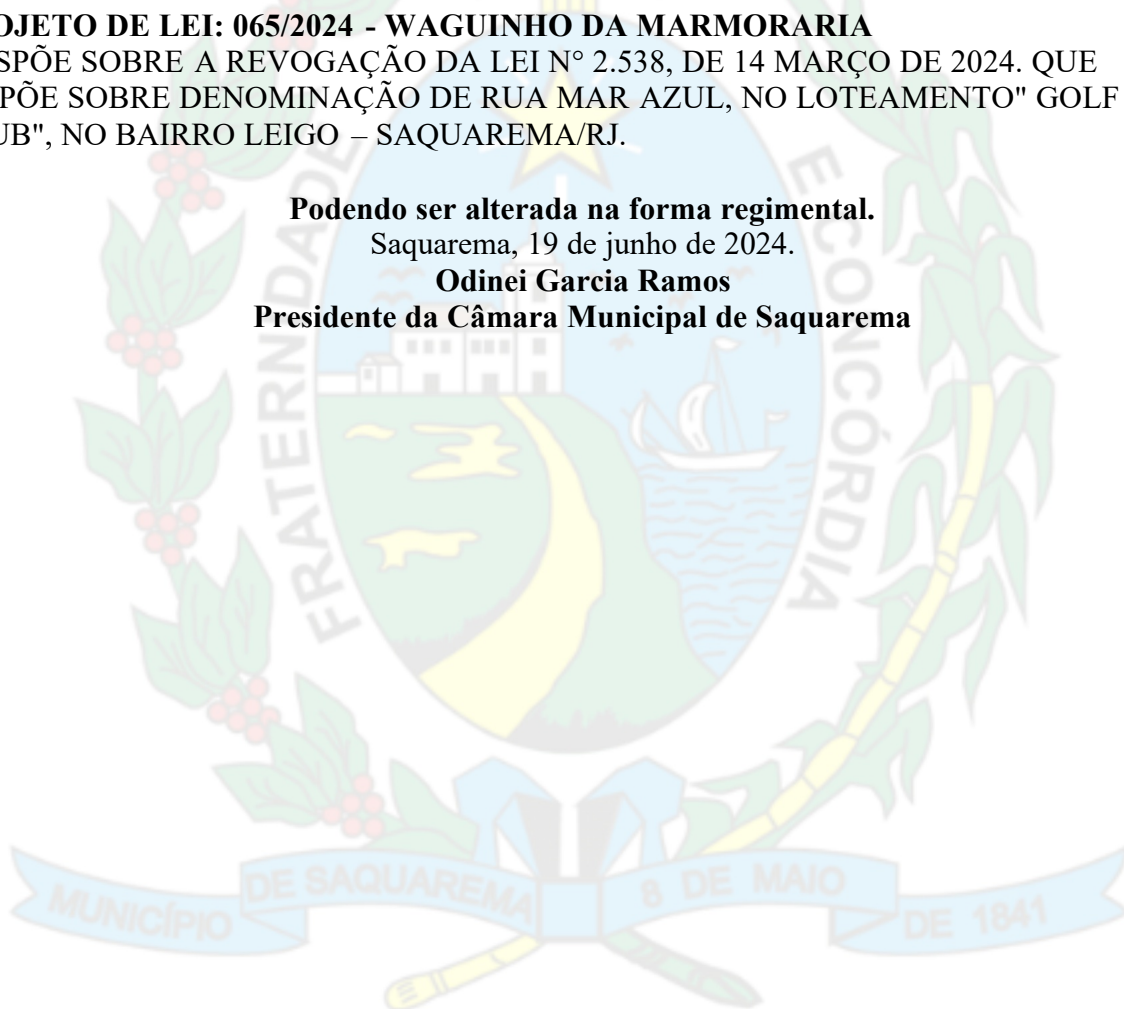 OJETO DE LEI: 065/2024 - WAGUINHO DA MARMORARIA
SPÕE SOBRE A REVOGAÇÃO DA LEI N° 2.538, DE 14 MARÇO DE 2024. QUE
PÕE SOBRE DENOMINAÇÃO DE RUA MAR AZUL, NO LOTEAMENTO" GOLF
UB", NO BAIRRO LEIGO – SAQUAREMA/RJ.
Podendo ser alterada na forma regimental.
Saquarema, 19 de junho de 2024.
Odinei Garcia Ramos
Presidente da Câmara Municipal de Saquarema
FRATERNIDADE
E CONCÓRDIA
MUNICÍPIO DE SAQUAREMA 8 DE MAIO DE 1841